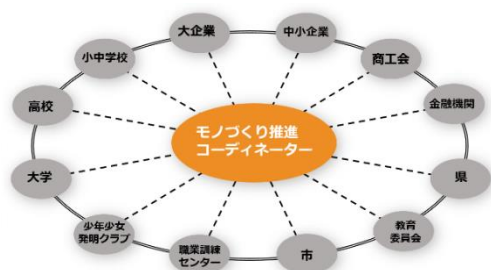 大企業
中小企業
小中学校
商工会
高校
金融機関
モノづくり推進
コーディネーター
大学
県
少年少女
発明クラブ
教育
委員会
職業訓練
センター
市